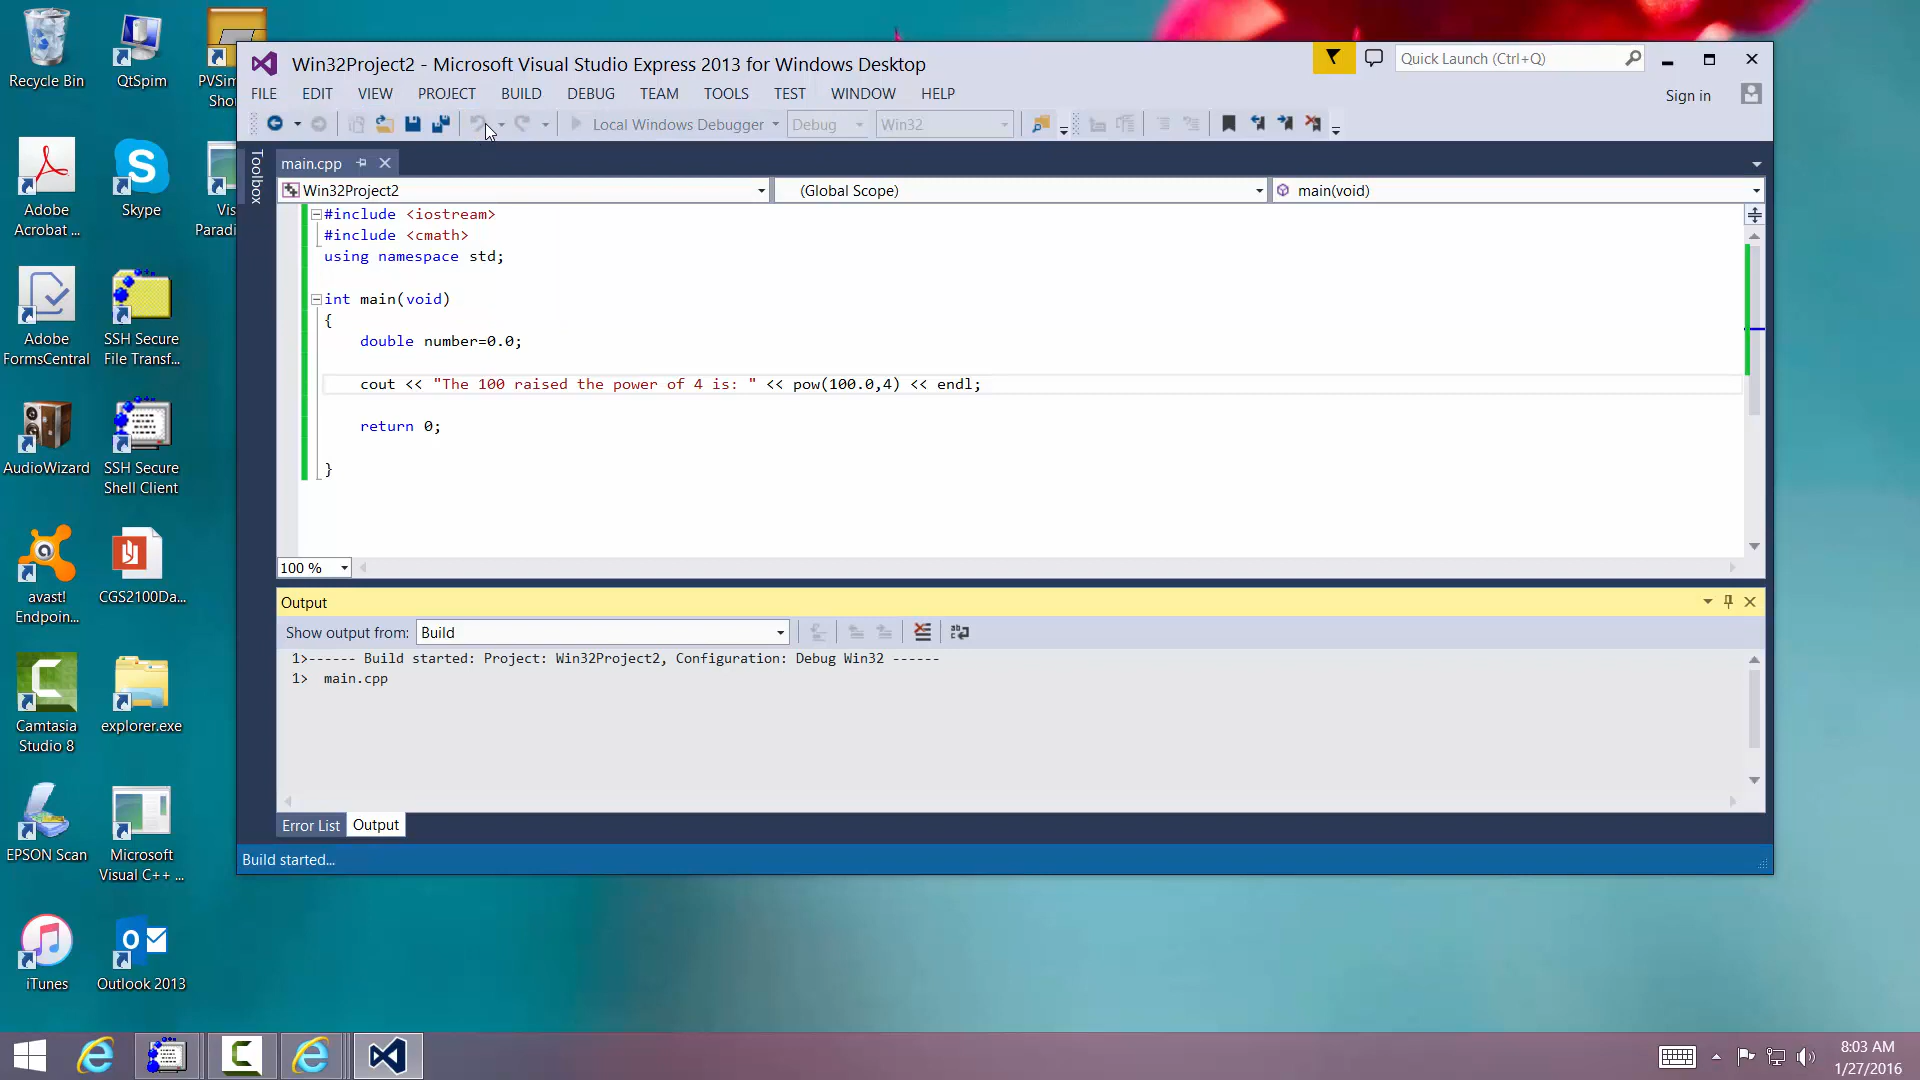 Recycle Bin
QtSpim
PVSim
Sho
Adobe
Acrobat ...
Skype
Vis
Paradi
Adobe
FormsCentral
SSH Secure
File Transf...
AudioWizard
SSH Secure
Shell Client
avast!
Endpoin...
CGS2100Da...
Camtasia
Studio 8
explorer.exe
EPSON Scan
Microsoft
Visual C++ ...
iTunes
Outlook 2013
Win32Project2 - Microsoft Visual Studio Express 2013 for Windows Desktop
Quick Launch (Ctrl+Q)
FILE EDIT VIEW PROJECT BUILD DEBUG TEAM TOOLS TEST WINDOW HELP
Sign in
Local Windows Debugger Debug Win32
Toolbox
main.cpp
Win32Project2 (Global Scope) main(void)
#include <iostream>
#include <cmath>
using namespace std;
int main(void)
{
double number=0.0;
cout << "The 100 raised the power of 4 is: " << pow(100.0,4) << endl;
return 0;
}
100 %
Output
Show output from: Build
1>------ Build started: Project: Win32Project2, Configuration: Debug Win32 ------
1> main.cpp
Error List Output
Build started...
8:03 AM
1/27/2016